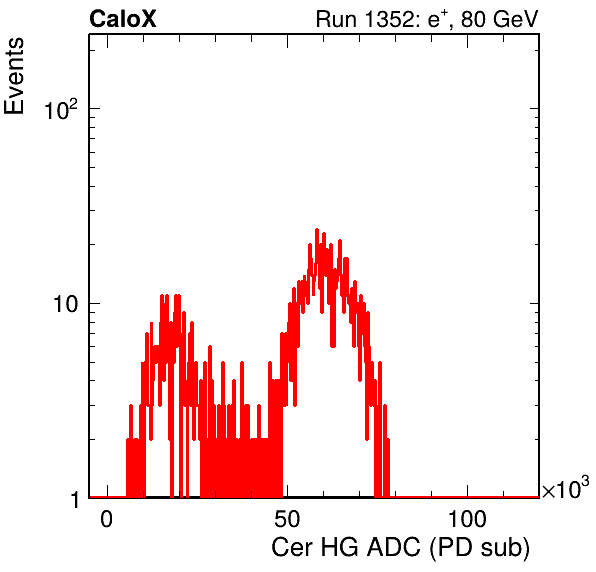 CaloX Run 1352: e⁺, 80 GeV
Events
10²
10
1
0 50 100 ×10³
Cer HG ADC (PD sub)